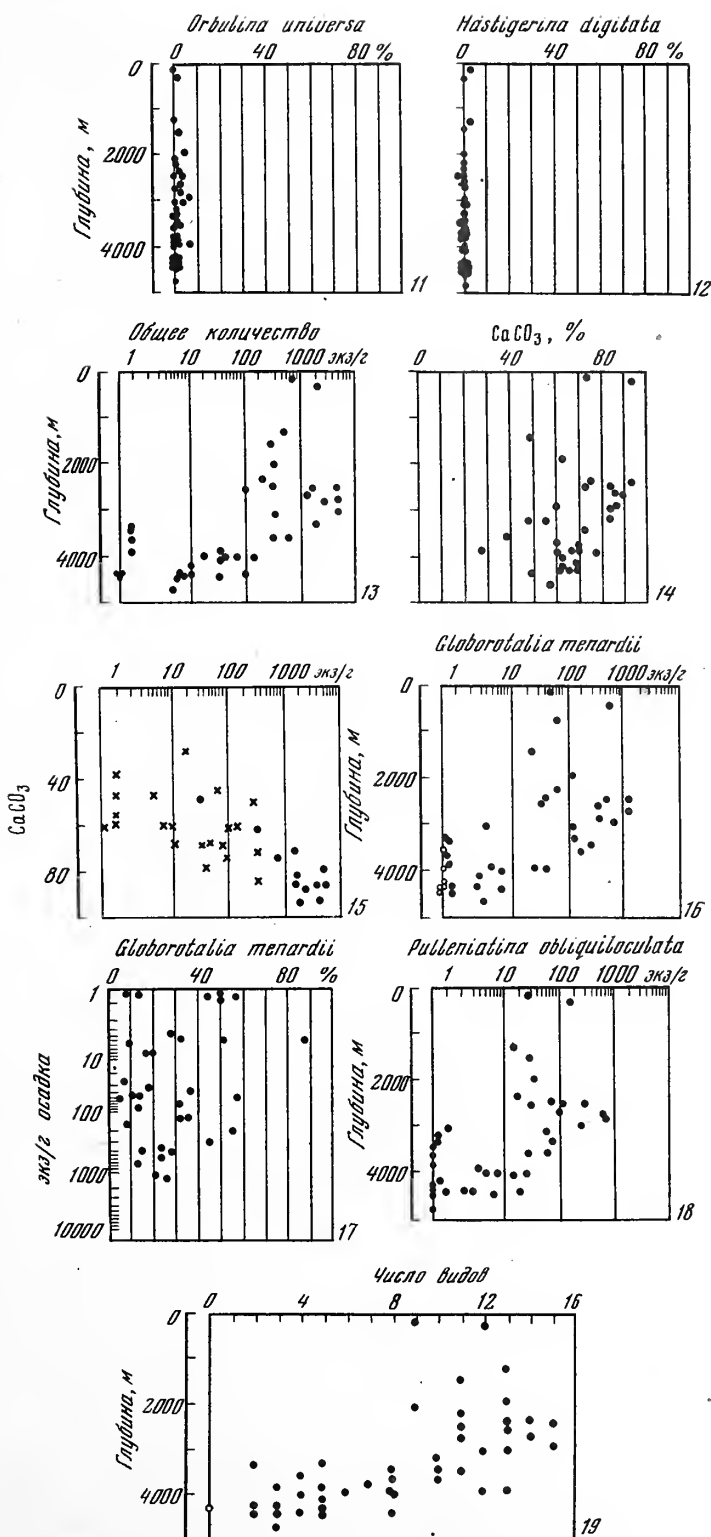 Orbulina universa
0 40 80 %
Глубина, м
0
2000
4000
11
Hastigerina digitata
0 40 80 %
12
Общее количество
1 10 100 1000 экз/г
Глубина, м
0
2000
4000
13
CaCO3, %
0 40 80
14
1 10 100 1000 экз/г
CaCO3
0
40
80
15
Globorotalia menardii
1 10 100 1000 экз/г
Глубина, м
0
2000
4000
16
Globorotalia menardii
0 40 80 %
экз/г осадка
1
10
100
1000
10000
17
Pulleniatina obliquiloculata
1 10 100 1000 экз/г
Глубина, м
0
2000
4000
18
Число видов
0 4 8 12 16
Глубина, м
0
2000
4000
19